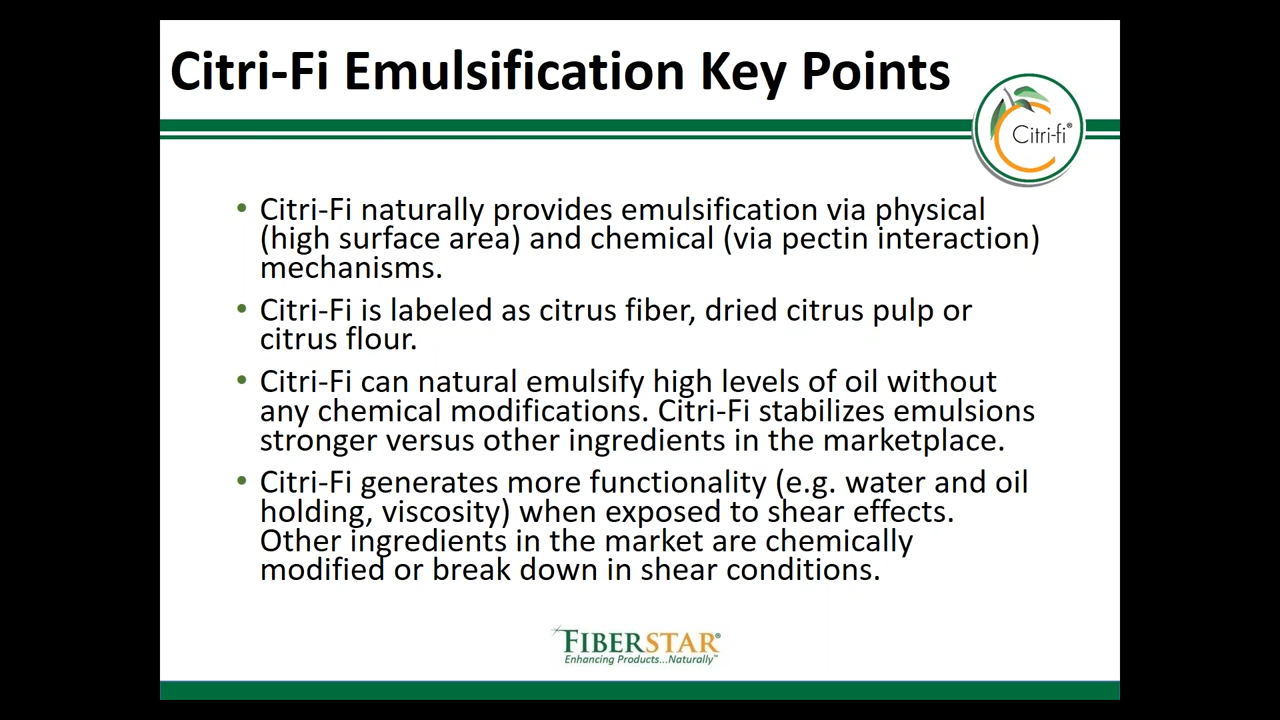 Citri-Fi Emulsification Key Points
Citri-fi®
• Citri-Fi naturally provides emulsification via physical
(high surface area) and chemical (via pectin interaction)
mechanisms.
• Citri-Fi is labeled as citrus fiber, dried citrus pulp or
citrus flour.
• Citri-Fi can natural emulsify high levels of oil without
any chemical modifications. Citri-Fi stabilizes emulsions
stronger versus other ingredients in the marketplace.
• Citri-Fi generates more functionality (e.g. water and oil
holding, viscosity) when exposed to shear effects.
Other ingredients in the market are chemically
modified or break down in shear conditions.
FIBERSTAR®
Enhancing Products...Naturally™